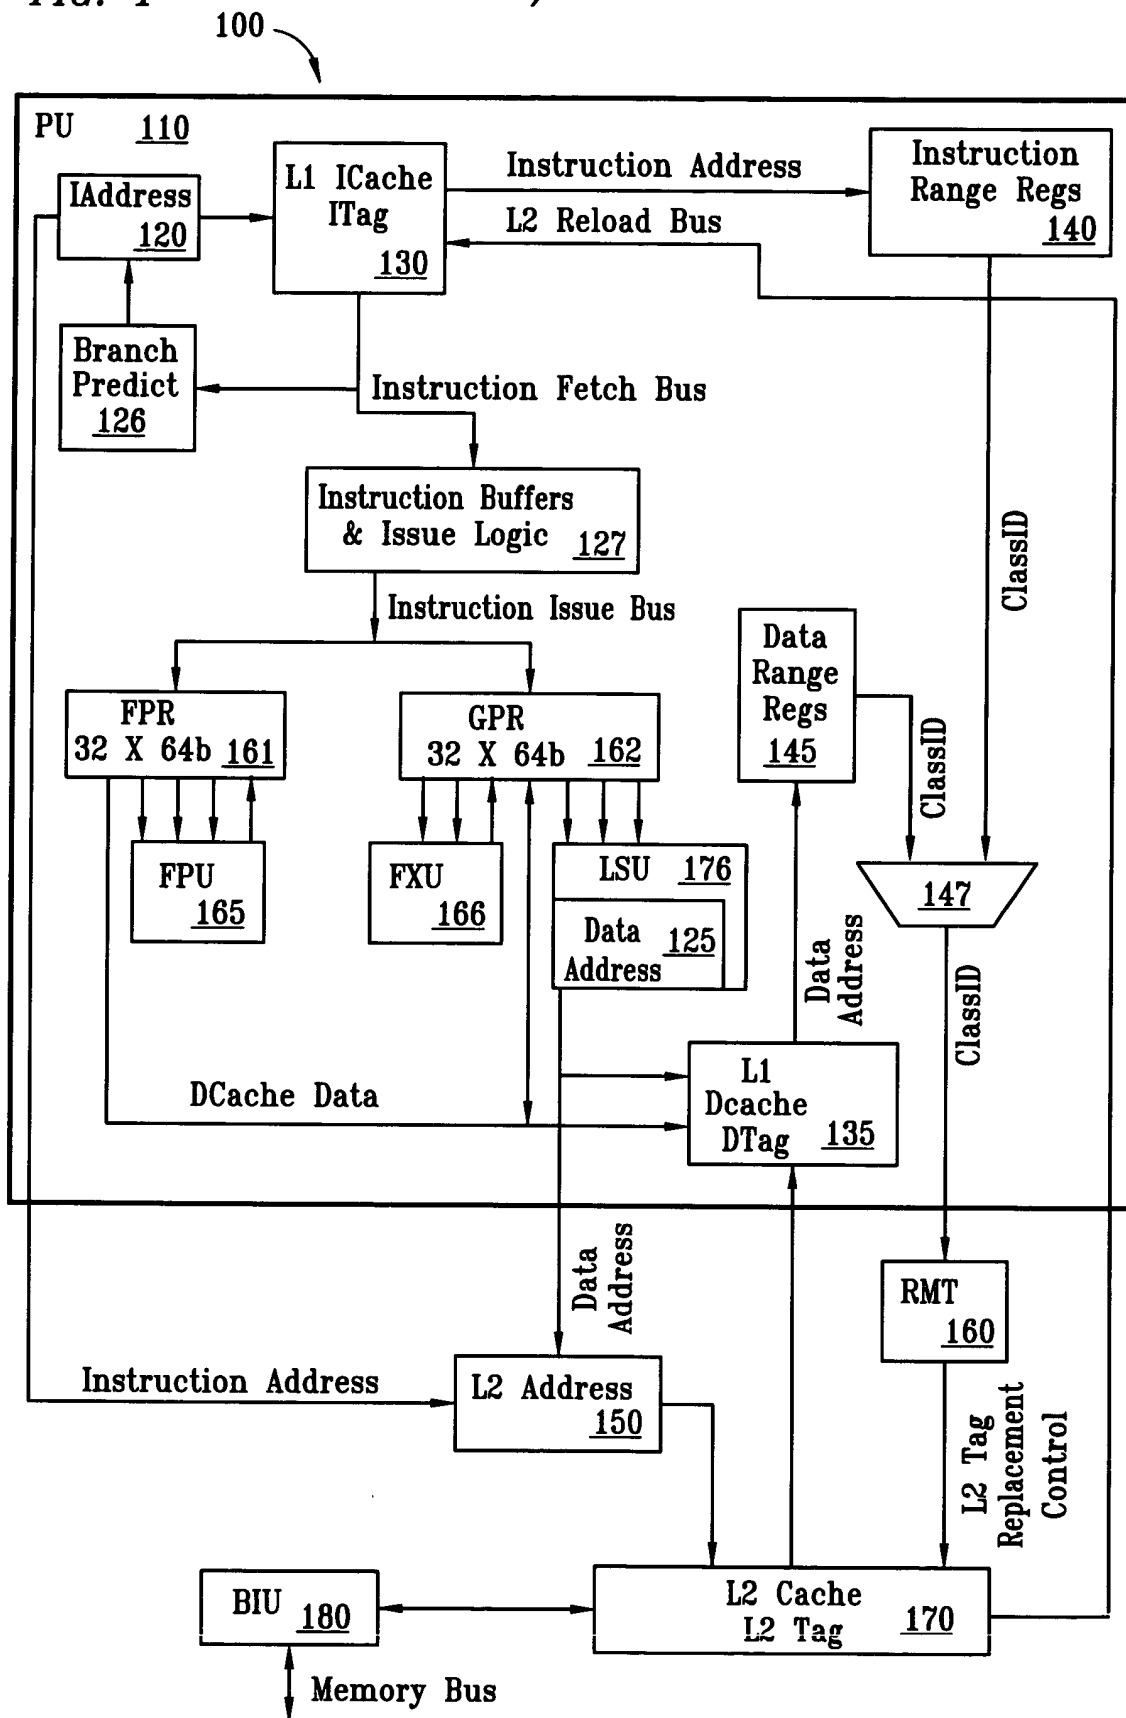 FIG. 1
100
PU 110
IAddress
120
L1 ICache
ITag
130
Instruction Address
L2 Reload Bus
Instruction
Range Regs
140
Branch
Predict
126
Instruction Fetch Bus
Instruction Buffers
& Issue Logic 127
ClassID
Instruction Issue Bus
Data
Range
Regs
145
FPR
32 X 64b 161
GPR
32 X 64b 162
ClassID
FPU
165
FXU
166
LSU 176
Data
Address
125
147
Data
Address
ClassID
DCache Data
L1
Dcache
DTag 135
Data
Address
RMT
160
Instruction Address
L2 Address
150
L2 Tag
Replacement
Control
BIU
180
L2 Cache
L2 Tag
170
Memory Bus